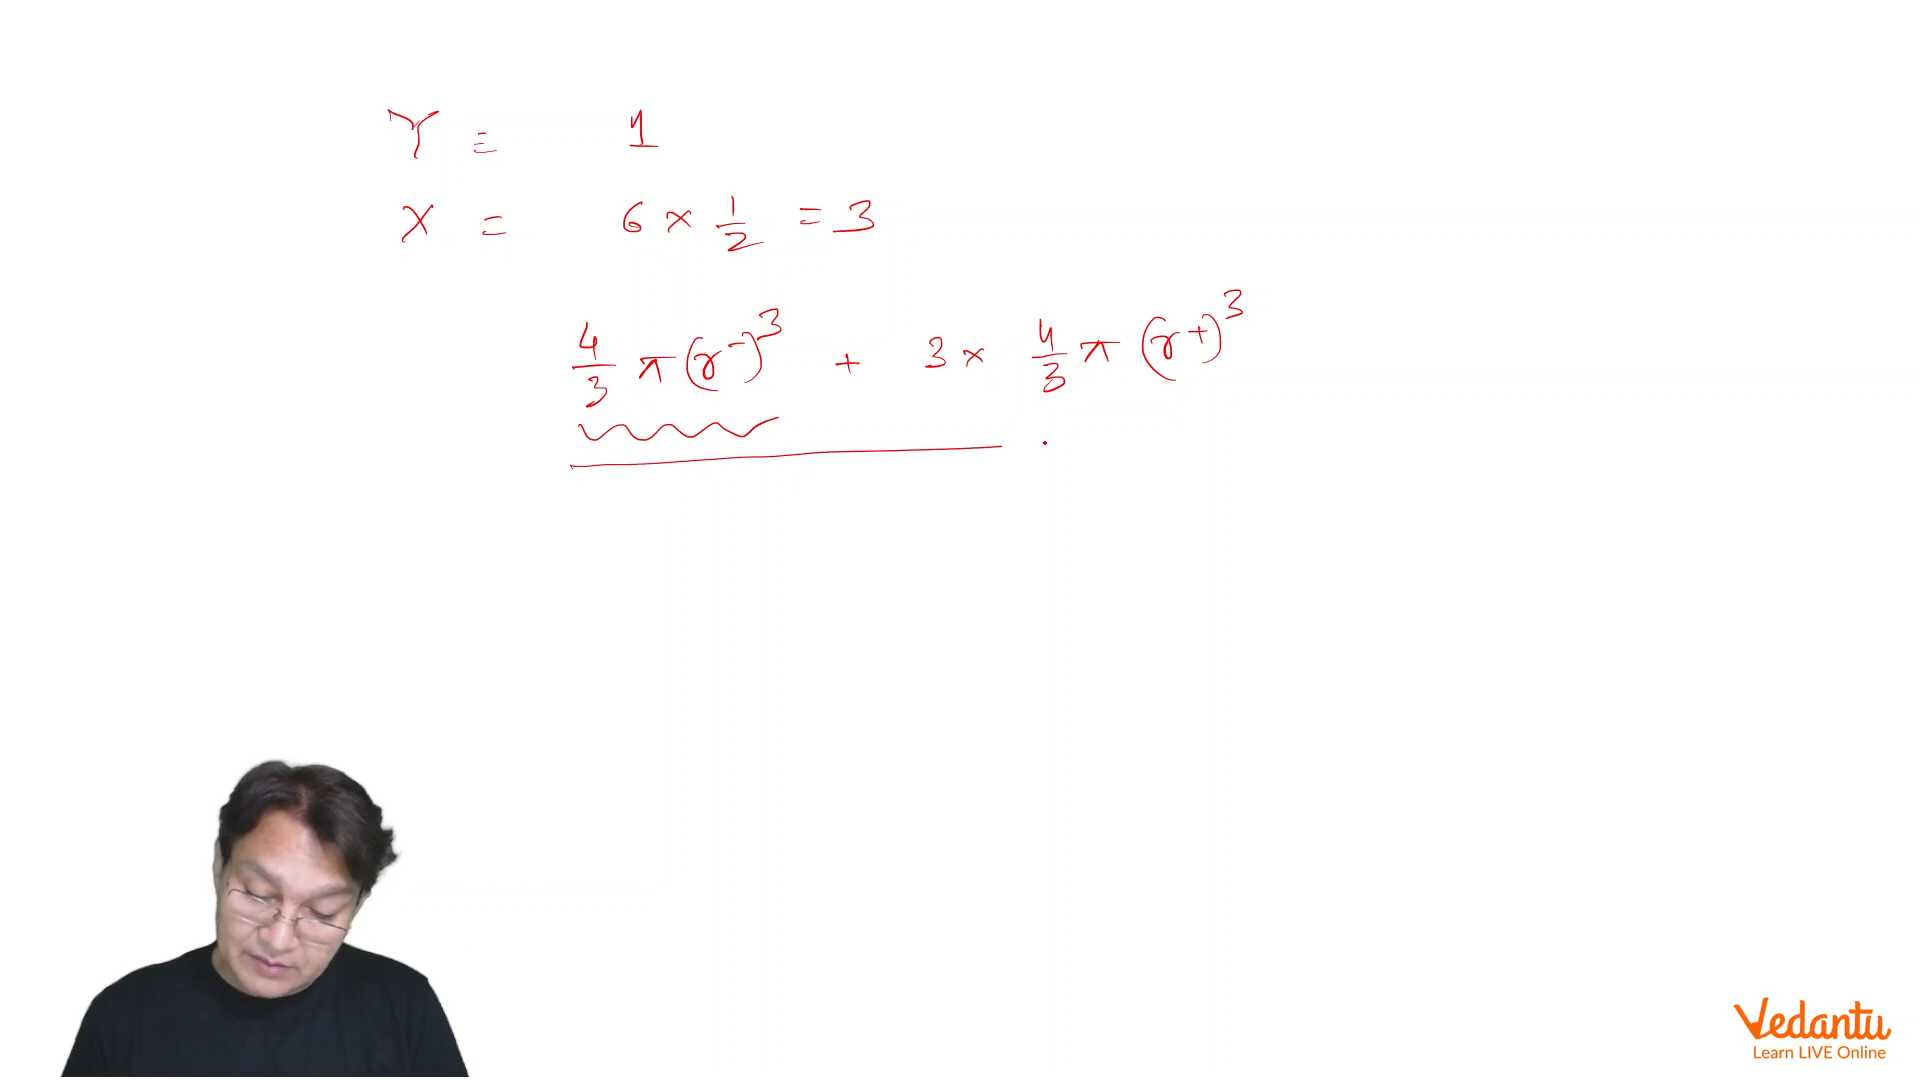 Y = 1
X = 6 × 1/2 = 3
4/3 π (r⁻)³ + 3 × 4/3 π (r+)³
Vedantu
Learn LIVE Online